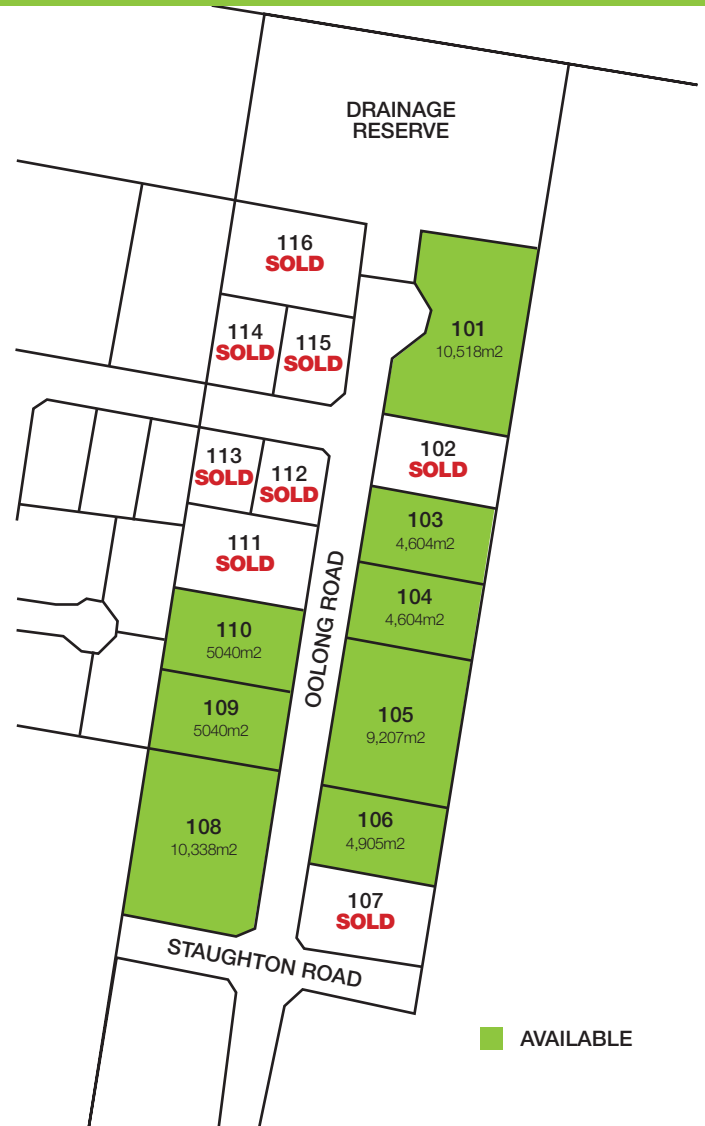 DRAINAGE
RESERVE
116
SOLD
114
SOLD
115
SOLD
101
10,518m2
113
SOLD
112
SOLD
102
SOLD
111
SOLD
103
4,604m2
104
4,604m2
110
5040m2
OOLONG ROAD
109
5040m2
105
9,207m2
108
10,338m2
106
4,905m2
107
SOLD
STAUGHTON ROAD
AVAILABLE